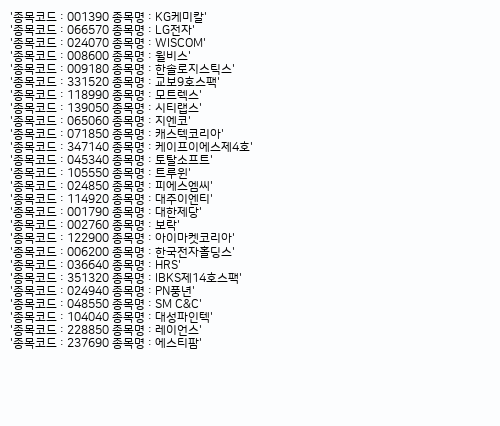 '종목코드 : 001390 종목명 : KG케미칼'
'종목코드 : 066570 종목명 : LG전자'
'종목코드 : 024070 종목명 : WISCOM'
'종목코드 : 008600 종목명 : 윌비스'
'종목코드 : 009180 종목명 : 한솔로지스틱스'
'종목코드 : 331520 종목명 : 교보9호스팩'
'종목코드 : 118990 종목명 : 모트렉스'
'종목코드 : 139050 종목명 : 시티랩스'
'종목코드 : 065060 종목명 : 지엔코'
'종목코드 : 071850 종목명 : 캐스텍코리아'
'종목코드 : 347140 종목명 : 케이프이에스제4호'
'종목코드 : 045340 종목명 : 토탈소프트'
'종목코드 : 105550 종목명 : 트루윈'
'종목코드 : 024850 종목명 : 피에스엠씨'
'종목코드 : 114920 종목명 : 대주이엔티'
'종목코드 : 001790 종목명 : 대한제당'
'종목코드 : 002760 종목명 : 보락'
'종목코드 : 122900 종목명 : 아이마켓코리아'
'종목코드 : 006200 종목명 : 한국전자홀딩스'
'종목코드 : 036640 종목명 : HRS'
'종목코드 : 351320 종목명 : IBKS제14호스팩'
'종목코드 : 024940 종목명 : PN풍년'
'종목코드 : 048550 종목명 : SM C&C'
'종목코드 : 104040 종목명 : 대성파인텍'
'종목코드 : 228850 종목명 : 레이언스'
'종목코드 : 237690 종목명 : 에스티팜'